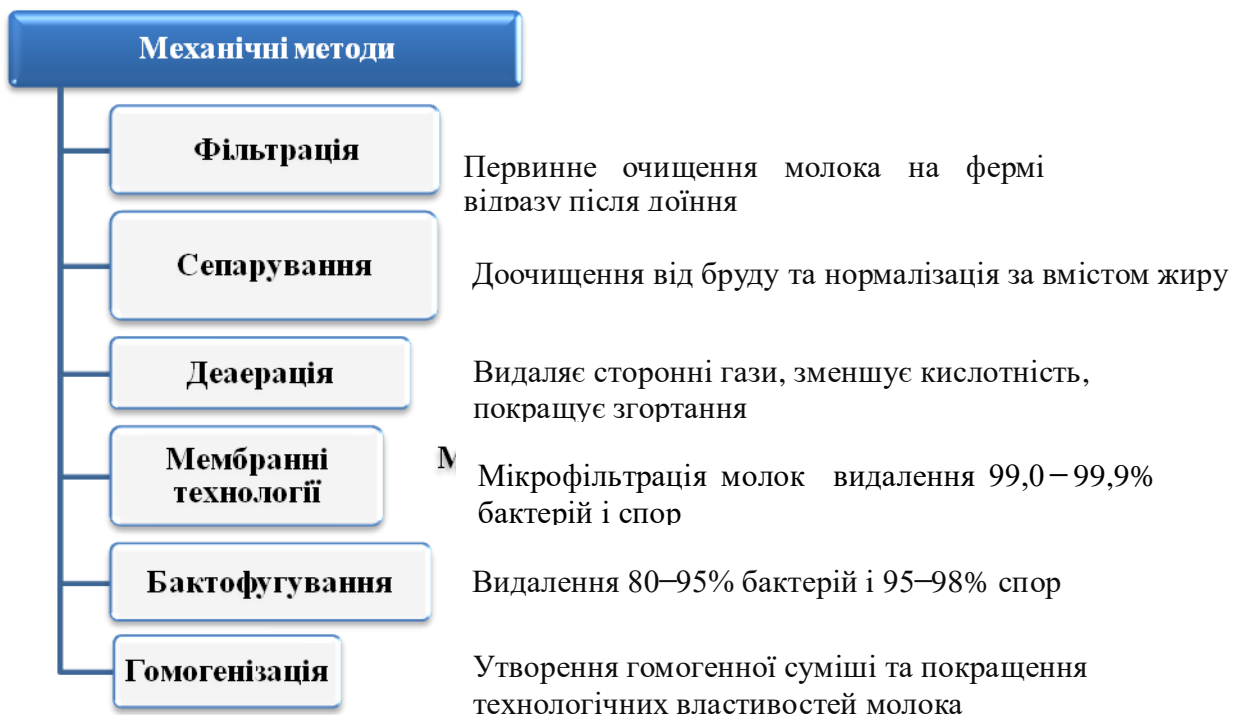 Механічні методи
Фільтрація
Первинне очищення молока на фермі
відразу після доїння
Сепарування
Доочищення від бруду та нормалізація за вмістом жиру
Деаерація
Видаляє сторонні гази, зменшує кислотність,
покращує згортання
Мембранні
технології
М
Мікрофільтрація молок видалення 99,0−99,9%
бактерій і спор
Бактофугування
Видалення 80−95% бактерій і 95−98% спор
Гомогенізація
Утворення гомогенної суміші та покращення
технологічних властивостей молока